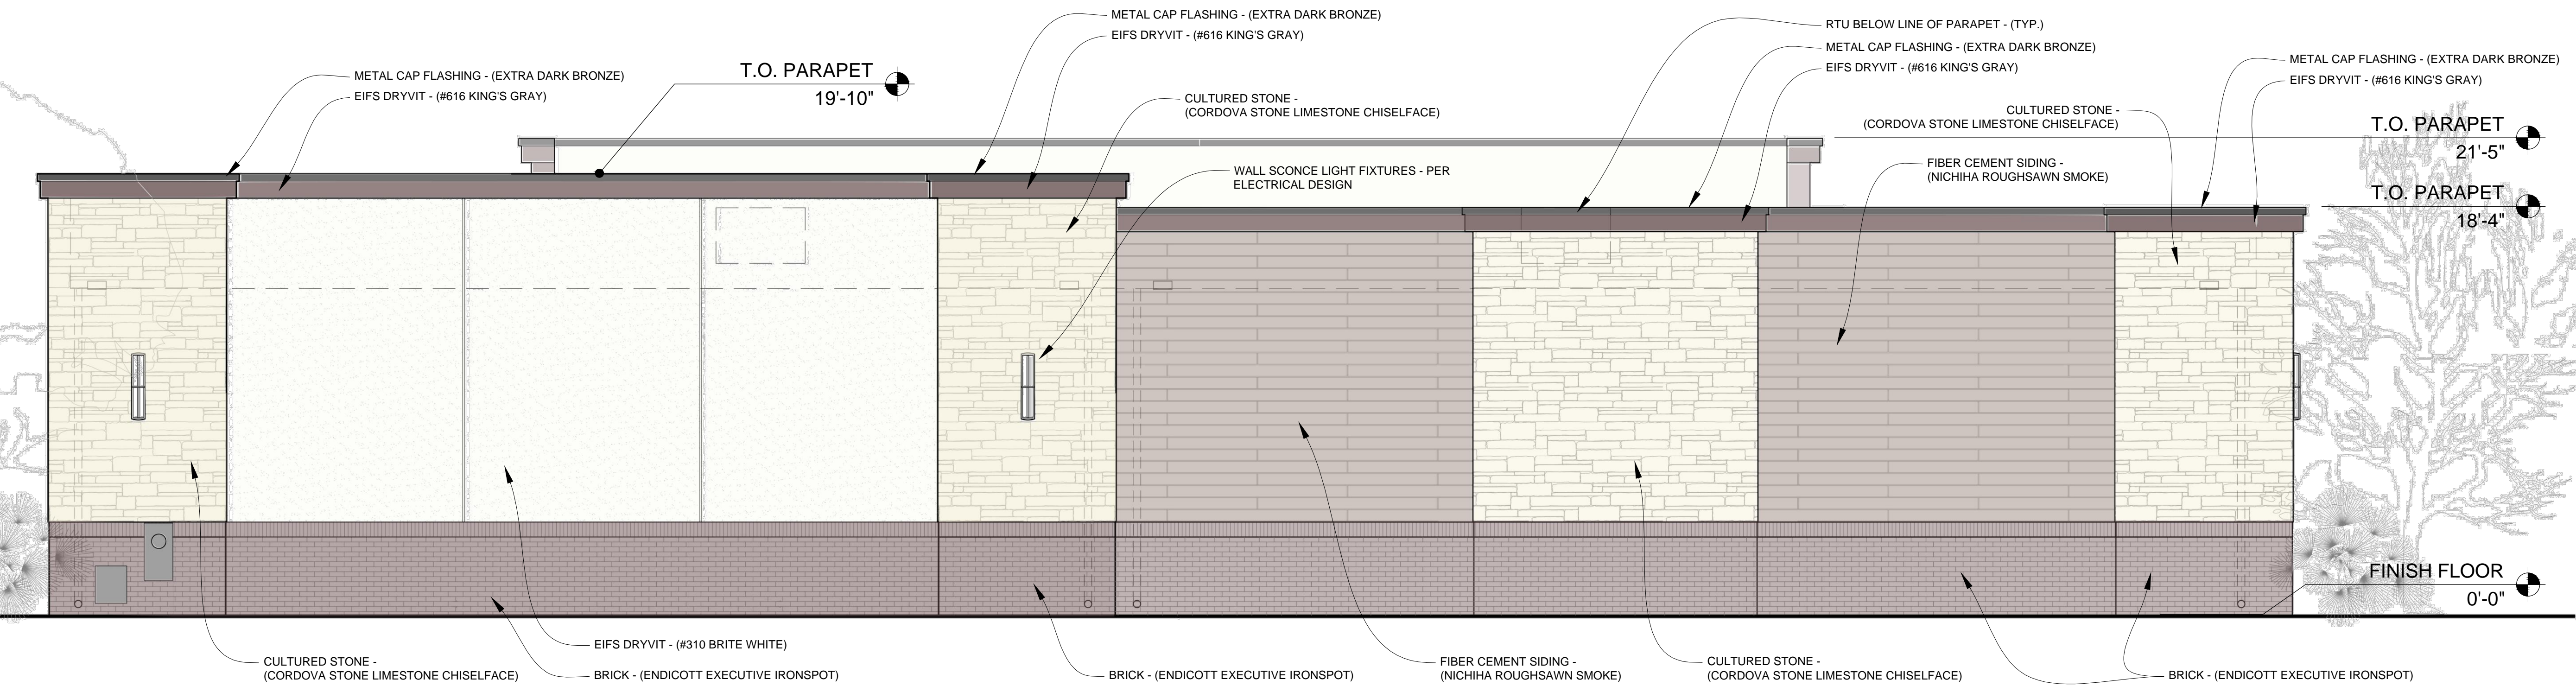 METAL CAP FLASHING - (EXTRA DARK BRONZE)
EIFS DRYVIT - (#616 KING'S GRAY)
T.O. PARAPET
19'-10"
METAL CAP FLASHING - (EXTRA DARK BRONZE)
EIFS DRYVIT - (#616 KING'S GRAY)
CULTURED STONE -
(CORDOVA STONE LIMESTONE CHISELFACE)
WALL SCONCE LIGHT FIXTURES - PER
ELECTRICAL DESIGN
RTU BELOW LINE OF PARAPET - (TYP.)
METAL CAP FLASHING - (EXTRA DARK BRONZE)
EIFS DRYVIT - (#616 KING'S GRAY)
CULTURED STONE -
(CORDOVA STONE LIMESTONE CHISELFACE)
FIBER CEMENT SIDING -
(NICHIHA ROUGHSAWN SMOKE)
METAL CAP FLASHING - (EXTRA DARK BRONZE)
EIFS DRYVIT - (#616 KING'S GRAY)
T.O. PARAPET
21'-5"
T.O. PARAPET
18'-4"
FINISH FLOOR
0'-0"
CULTURED STONE -
(CORDOVA STONE LIMESTONE CHISELFACE)
EIFS DRYVIT - (#310 BRITE WHITE)
BRICK - (ENDICOTT EXECUTIVE IRONSPOT)
BRICK - (ENDICOTT EXECUTIVE IRONSPOT)
FIBER CEMENT SIDING -
(NICHIHA ROUGHSAWN SMOKE)
CULTURED STONE -
(CORDOVA STONE LIMESTONE CHISELFACE)
BRICK - (ENDICOTT EXECUTIVE IRONSPOT)